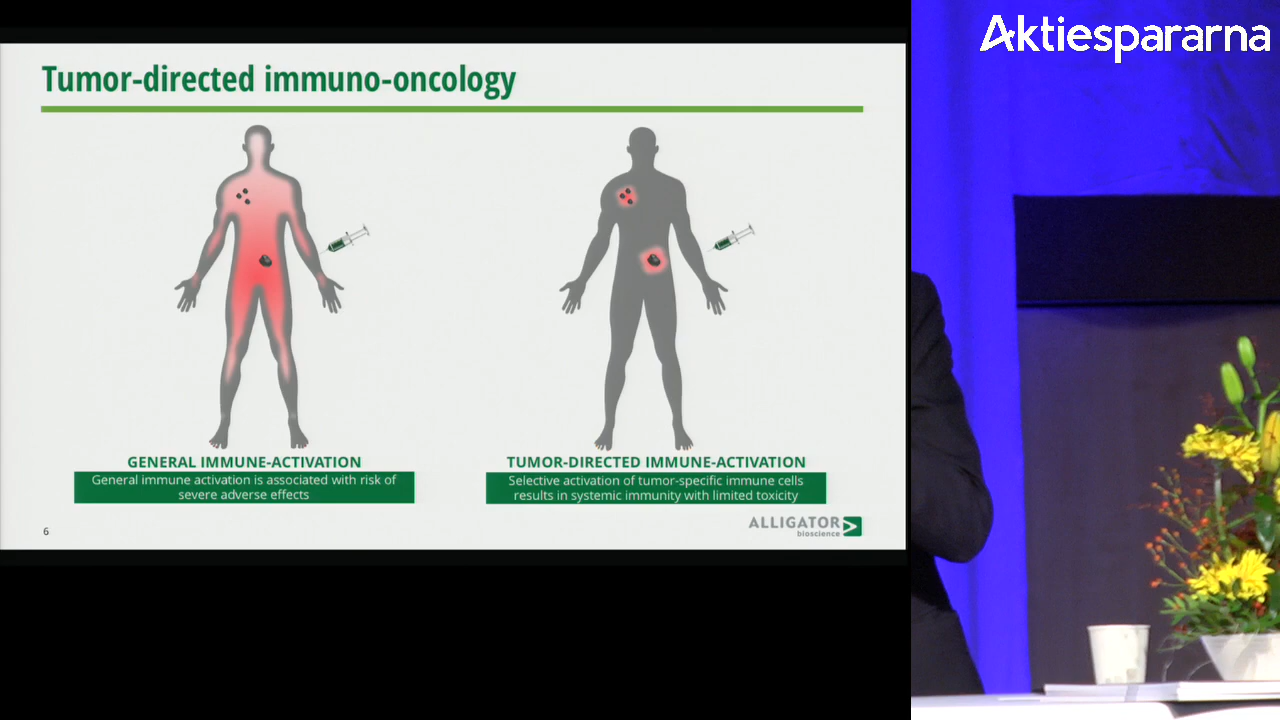 Aktiespararna
Tumor-directed immuno-oncology
GENERAL IMMUNE-ACTIVATION
General immune activation is associated with risk of
severe adverse effects
TUMOR-DIRECTED IMMUNE-ACTIVATION
Selective activation of tumor-specific immune cells
results in systemic immunity with limited toxicity
6
ALLIGATOR
bioscience